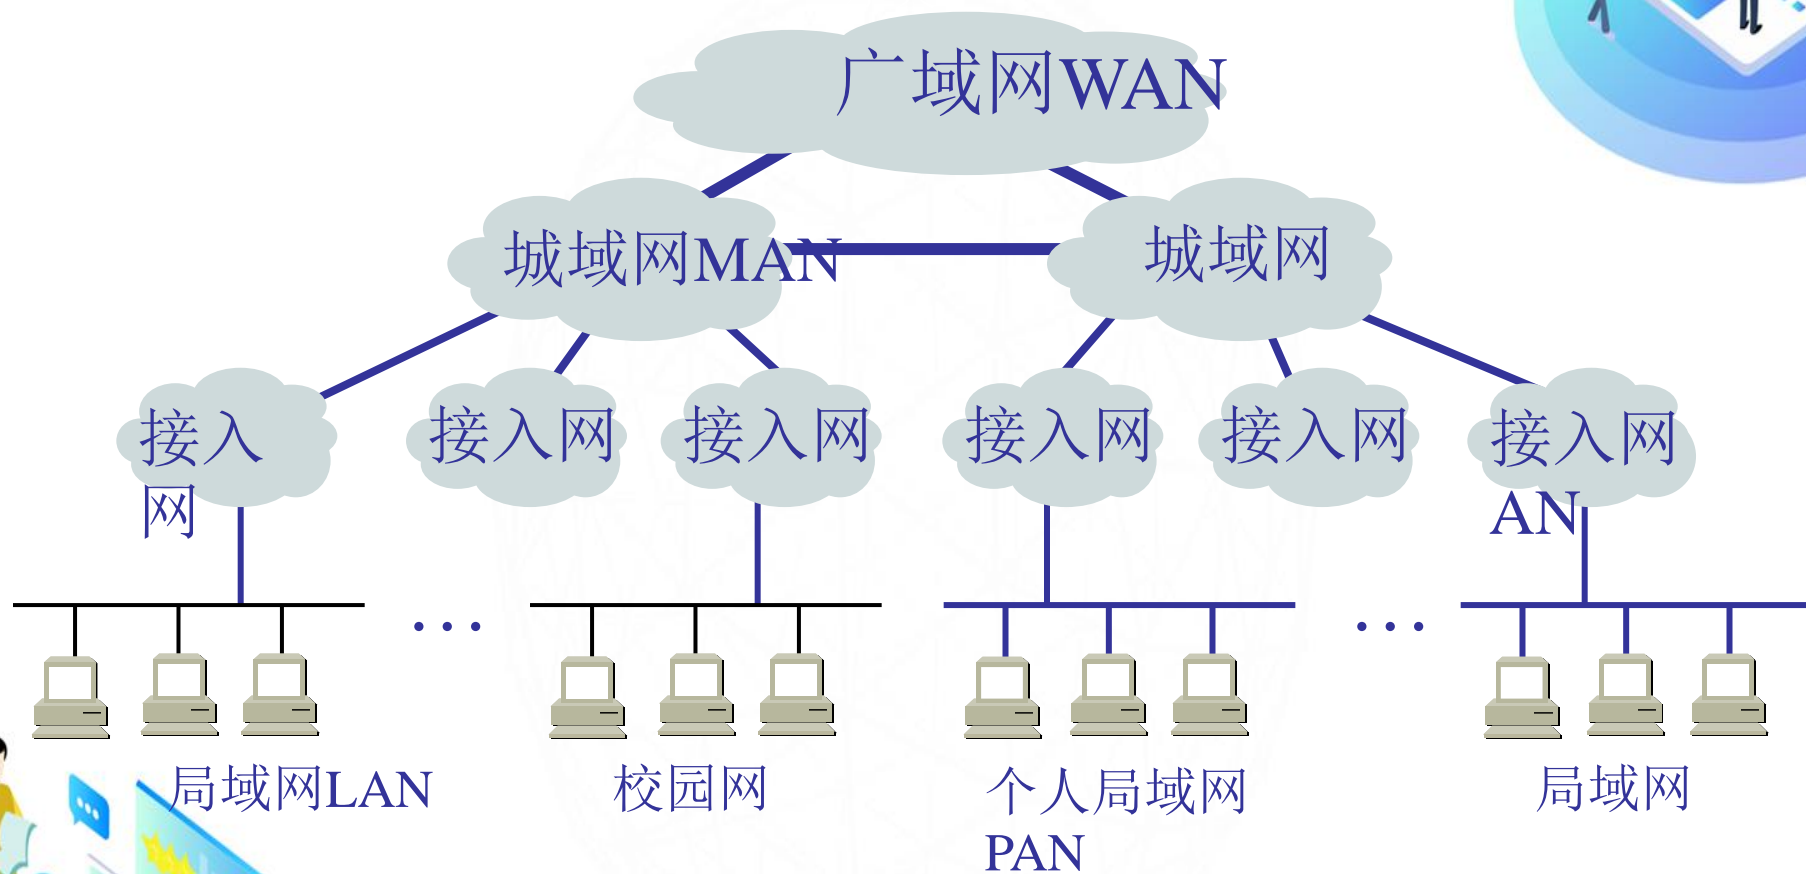 广域网WAN
城域网MAN
城域网
接入
网
接入网
接入网
接入网
接入网
接入网
AN
...
...
局域网LAN
校园网
个人局域网
PAN
局域网